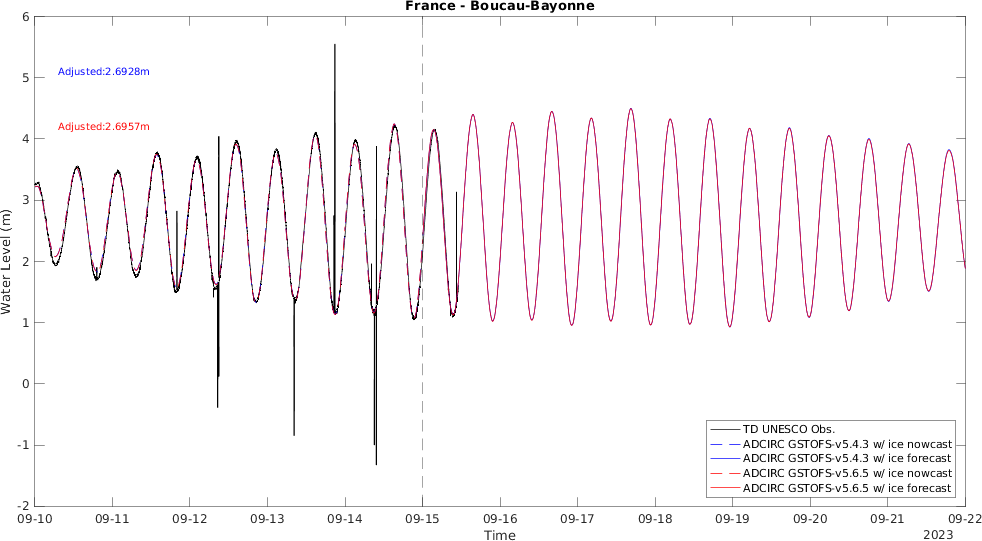 France - Boucau-Bayonne
Water Level (m)
6
5
4
3
2
1
0
-1
-2
Adjusted:2.6928m
Adjusted:2.6957m
TD UNESCO Obs.
ADCIRC GSTOFS-v5.4.3 w/ ice nowcast
ADCIRC GSTOFS-v5.4.3 w/ ice forecast
ADCIRC GSTOFS-v5.6.5 w/ ice nowcast
ADCIRC GSTOFS-v5.6.5 w/ ice forecast
09-10 09-11 09-12 09-13 09-14 09-15 09-16 09-17 09-18 09-19 09-20 09-21 09-22
Time
2023